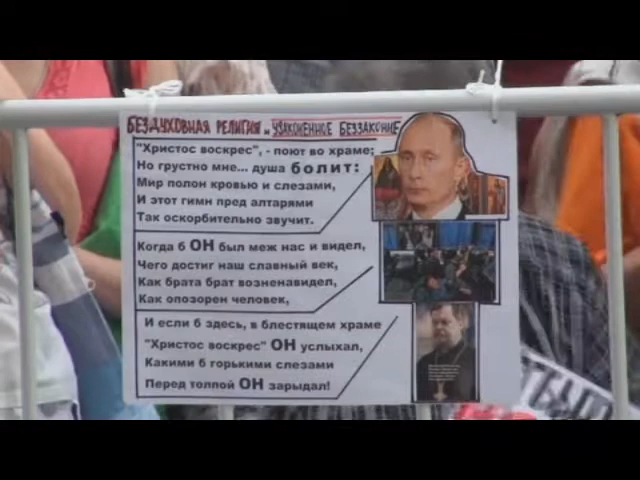 БЕЗДУХОВНАЯ РЕЛИГИЯ и УЗАКОНЕННОЕ БЕЗЗАКОНИЕ
"Христос воскрес", - поют во храме;
Но грустно мне... душа болит:
Мир полон кровью и слезами,
И этот гимн пред алтарями
Так оскорбительно звучит.
Когда б ОН был меж нас и видел,
Чего достиг наш славный век,
Как брата брат возненавидел,
Как опозорен человек,
И если б здесь, в блестящем храме
"Христос воскрес" ОН услыхал,
Какими б горькими слезами
Перед толпой ОН зарыдал!